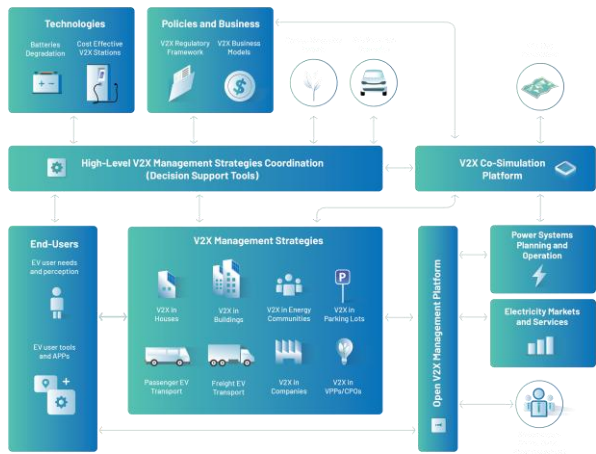 Technologies
Batteries
Degradation
Cost Effective
V2X Stations
Policies and Business
V2X Regulatory
Framework
V2X Business
Models
High-Level V2X Management Strategies Coordination
(Decision Support Tools)
V2X Co-Simulation
Platform
End-Users
EV user needs
and perception
EV user tools
and APPs
V2X Management Strategies
V2X in
Houses
V2X in
Buildings
V2X in Energy
Communities
V2X in
Parking Lots
P
Passenger EV
Transport
Freight EV
Transport
V2X in
Companies
V2X in
VPPs/CPOs
Open V2X Management Platform
Power Systems
Planning and
Operation
Electricity Markets
and Services